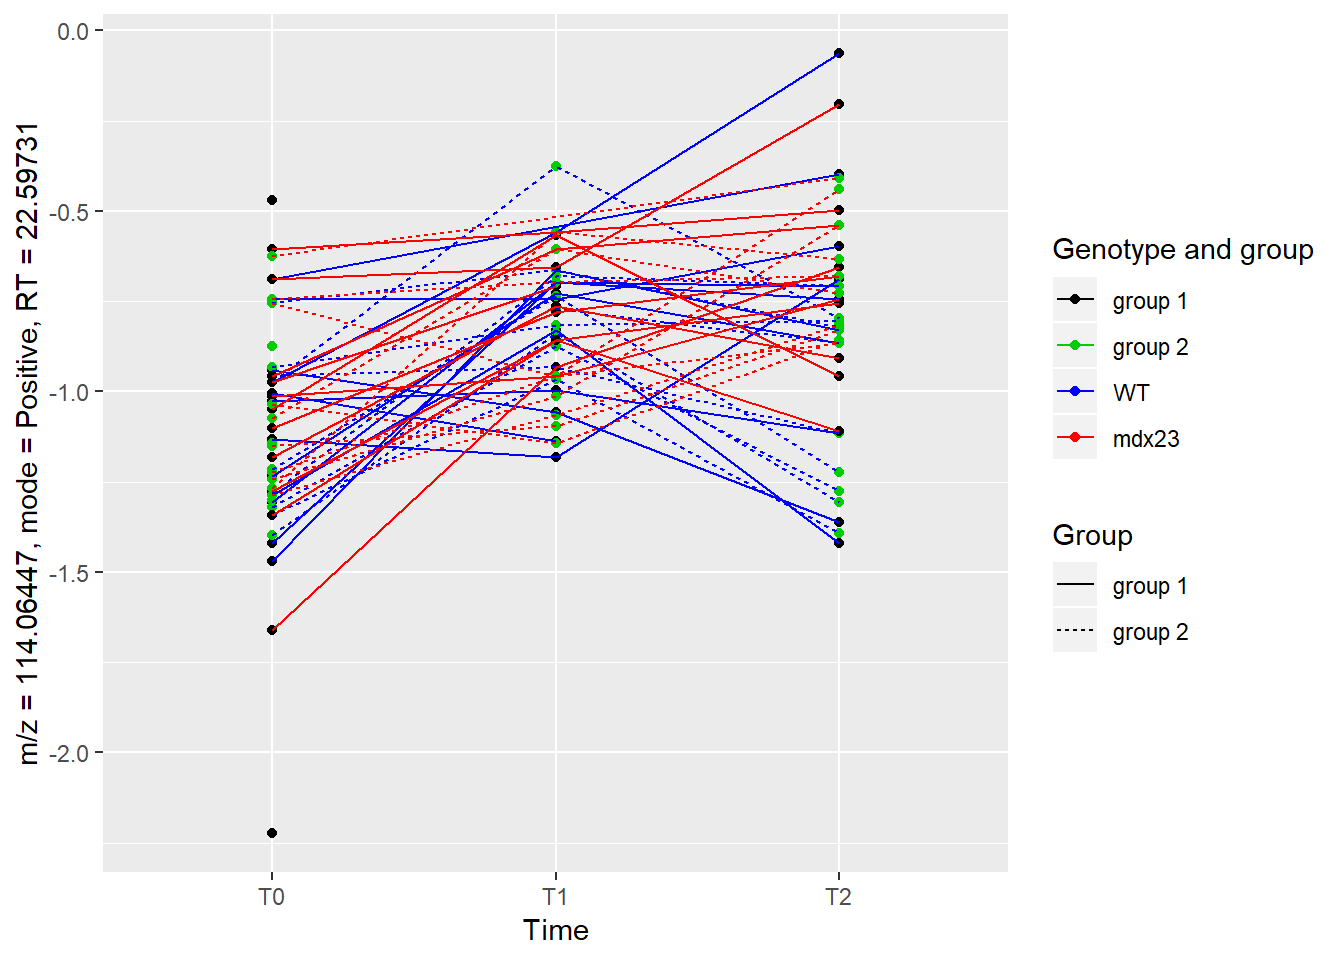 m/z = 114.06447, mode = Positive, RT = 22.59731
0.0
-0.5
-1.0
-1.5
-2.0
T0
T1
T2
Time
Genotype and group
group 1
group 2
WT
mdx23
Group
group 1
group 2